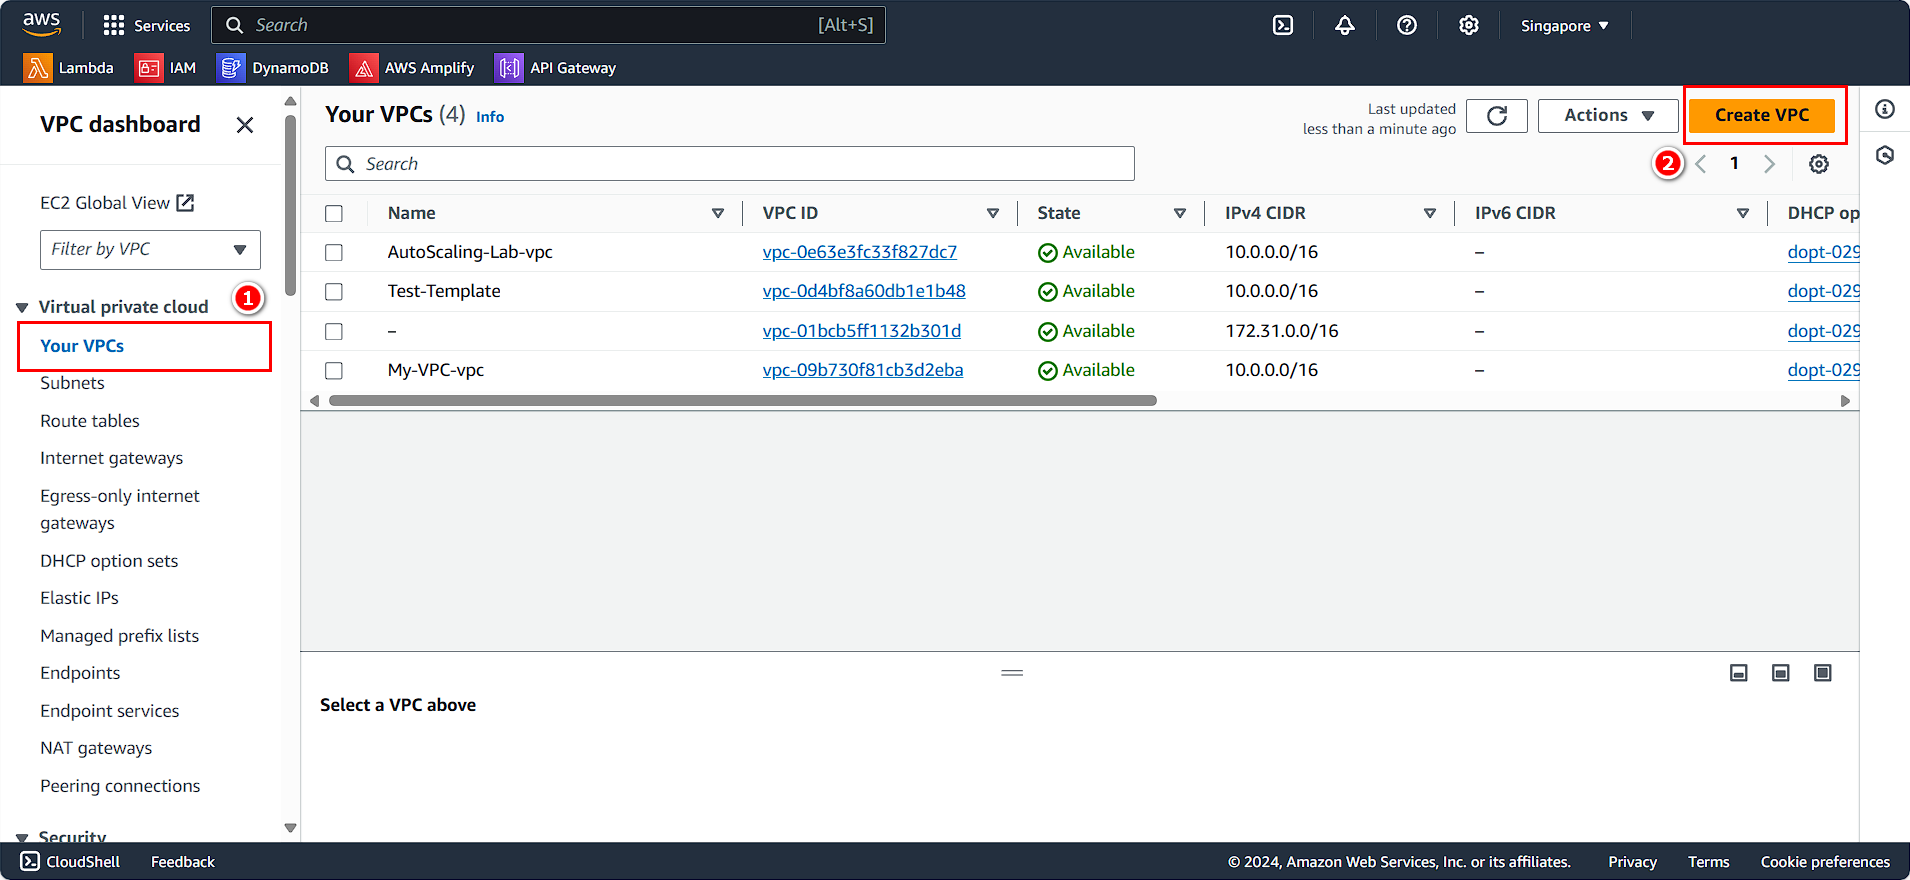 aws
Services
Search
[Alt+S]
Singapore
Lambda
IAM
DynamoDB
AWS Amplify
API Gateway
VPC dashboard
EC2 Global View
Filter by VPC
Virtual private cloud
1
Your VPCs
Subnets
Route tables
Internet gateways
Egress-only internet
gateways
DHCP option sets
Elastic IPs
Managed prefix lists
Endpoints
Endpoint services
NAT gateways
Peering connections
Security
Your VPCs (4) Info
Last updated
less than a minute ago
Actions
Create VPC
Search
2
1
Name VPC ID State IPv4 CIDR IPv6 CIDR DHCP op
AutoScaling-Lab-vpc vpc-0e63e3fc33f827dc7 Available 10.0.0.0/16 – dopt-029
Test-Template vpc-0d4bf8a60db1e1b48 Available 10.0.0.0/16 – dopt-029
– vpc-01bcb5ff1132b301d Available 172.31.0.0/16 – dopt-029
My-VPC-vpc vpc-09b730f81cb3d2eba Available 10.0.0.0/16 – dopt-029
Select a VPC above
CloudShell
Feedback
© 2024, Amazon Web Services, Inc. or its affiliates.
Privacy
Terms
Cookie preferences